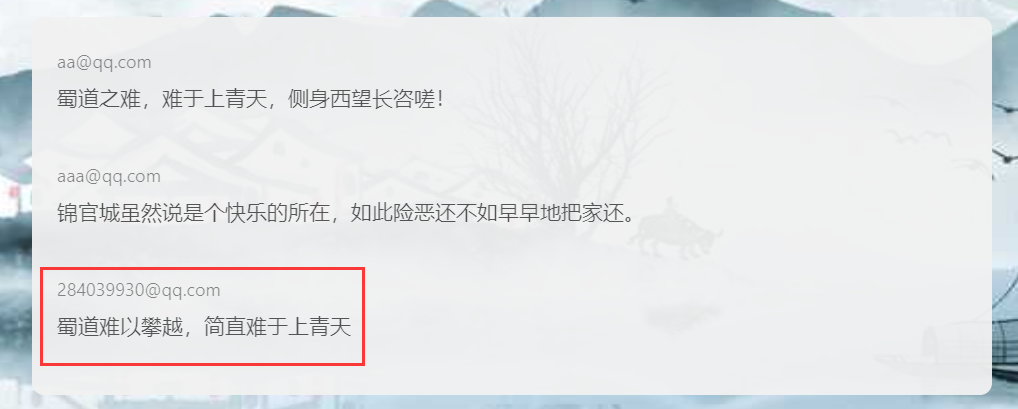 aa@qq.com
蜀道之难，难于上青天，侧身西望长咨嗟！
aaa@qq.com
锦官城虽然说是个快乐的所在，如此险恶还不如早早地把家还。
284039930@qq.com
蜀道难以攀越，简直难于上青天